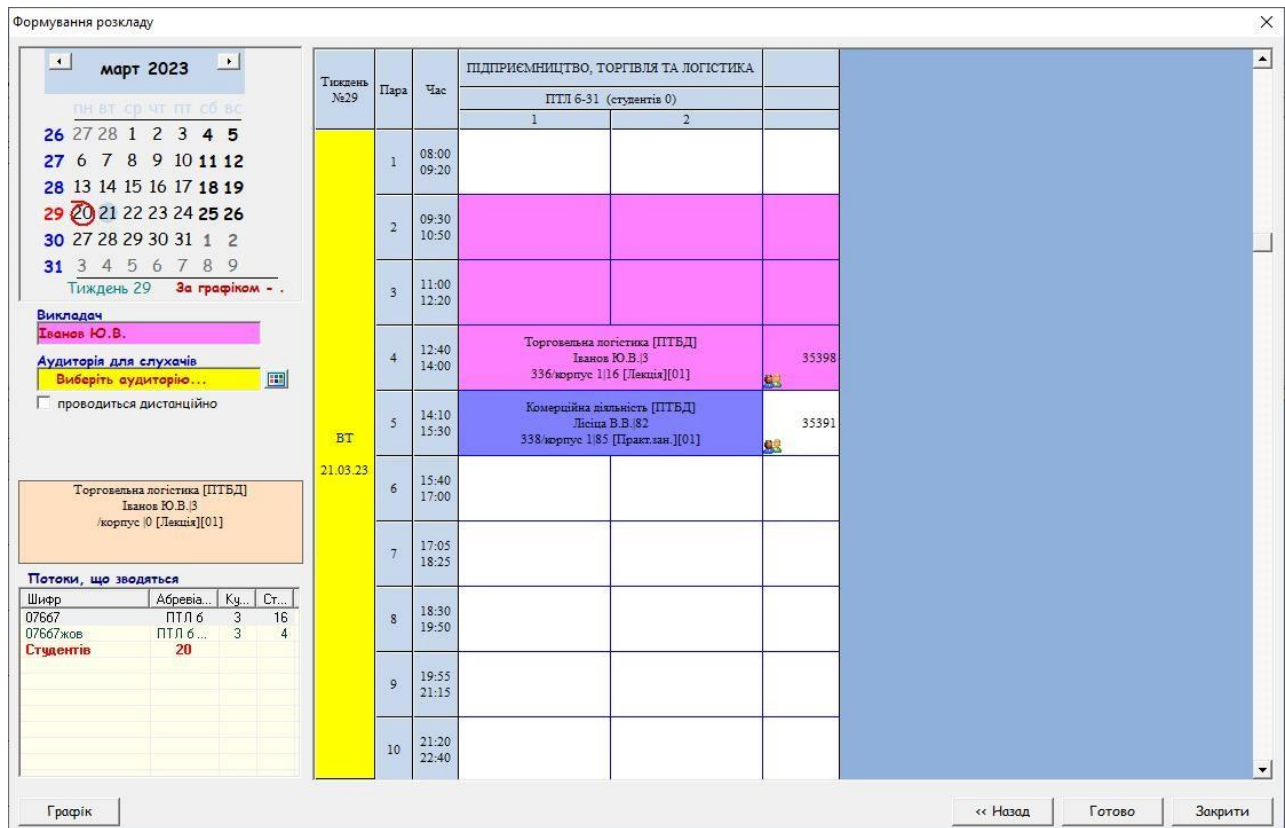 Формування розкладу
март 2023
пн вт ср чт пт сб вс
26 27 28 1 2 3 4 5
27 6 7 8 9 10 11 12
28 13 14 15 16 17 18 19
29 20 21 22 23 24 25 26
30 27 28 29 30 31 1 2
31 3 4 5 6 7 8 9
Тиждень 29 За графіком - .
Викладач
Іванов Ю.В.
Аудиторія для слухачів
Виберіть аудиторію...
проводиться дистанційно
Торговельна логістика [ПТБД]
Іванов Ю.В.|3
/корпус |0 [Лекція][01]
Потоки, що зводяться
Шифр Абревіа... Ку... Ст...
07667 ПТЛ 6 3 16
07667жов ПТЛ 6 ... 3 4
Студентів 20
Графік
Тиждень
№29
Пара
Час
ПІДПРИЄМНИЦТВО, ТОРГІВЛЯ ТА ЛОГІСТИКА
ПТЛ 6-31 (студентів 0)
1 2
ВТ
21.03.23
1 08:00
09:20
2 09:30
10:50
3 11:00
12:20
4 12:40
14:00
Торговельна логістика [ПТБД]
Іванов Ю.В.|3
336/корпус 1|16 [Лекція][01]
35398
5 14:10
15:30
Комерційна діяльність [ПТБД]
Лісіца В.В.|82
338/корпус 1|85 [Практ.зан.][01]
35391
6 15:40
17:00
7 17:05
18:25
8 18:30
19:50
9 19:55
21:15
10 21:20
22:40
<< Назад
Готово
Закрити